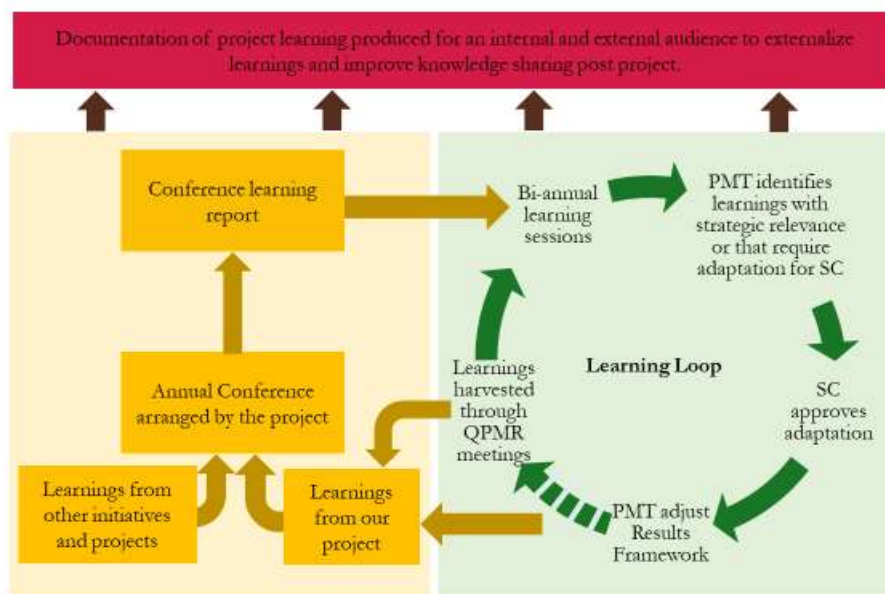 Documentation of project learning produced for an internal and external audience to externalize
learnings and improve knowledge sharing post project.
Conference learning
report
Bi-annual
learning
sessions
PMT identifies
learnings with
strategic relevance
or that require
adaptation for SC
Annual Conference
arranged by the project
Learnings
harvested
through
QPMR
meetings
Learning Loop
SC
approves
adaptation
Learnings from
other initiatives
and projects
Learnings
from our
project
PMT adjust
Results
Framework